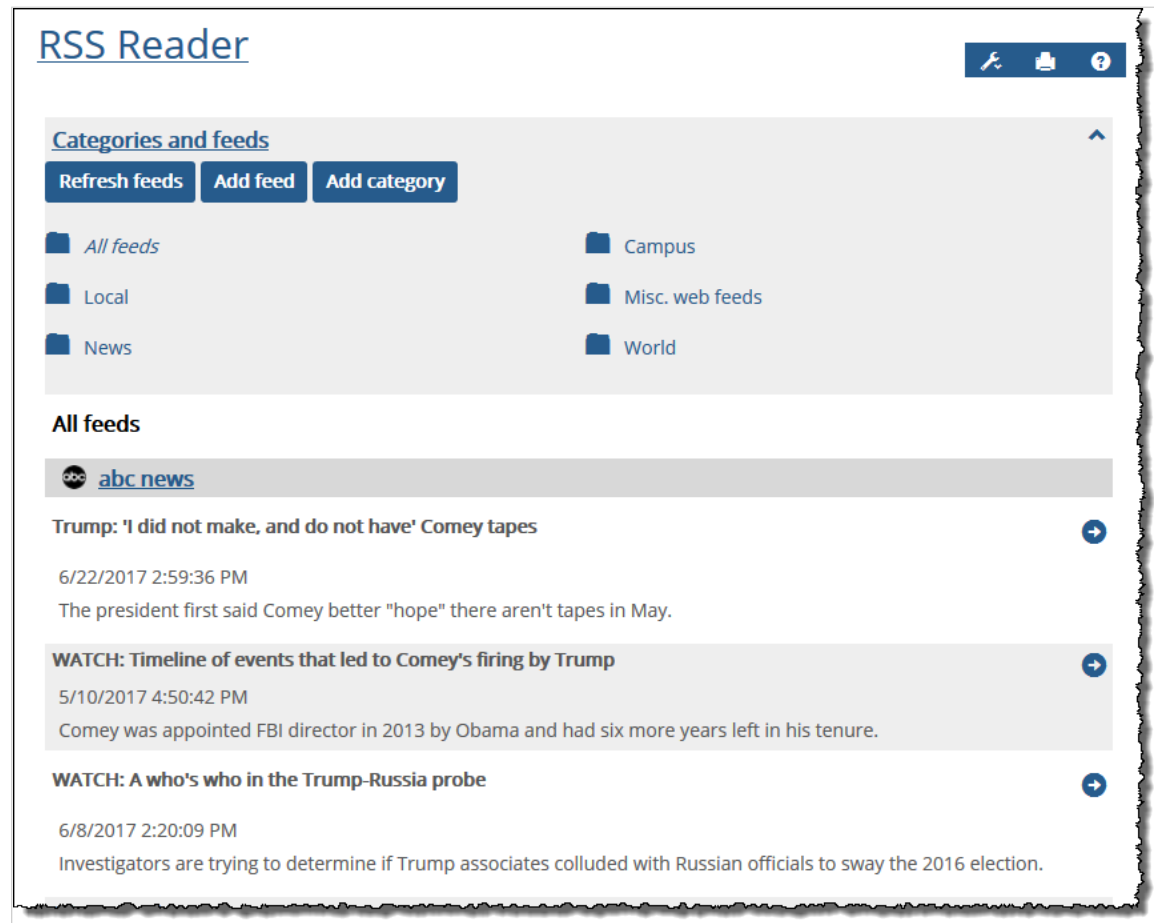 RSS Reader
Categories and feeds
Refresh feeds Add feed Add category
All feeds Campus
Local Misc. web feeds
News World
All feeds
abc abc news
Trump: 'I did not make, and do not have' Comey tapes
6/22/2017 2:59:36 PM
The president first said Comey better "hope" there aren't tapes in May.
WATCH: Timeline of events that led to Comey's firing by Trump
5/10/2017 4:50:42 PM
Comey was appointed FBI director in 2013 by Obama and had six more years left in his tenure.
WATCH: A who's who in the Trump-Russia probe
6/8/2017 2:20:09 PM
Investigators are trying to determine if Trump associates colluded with Russian officials to sway the 2016 election.